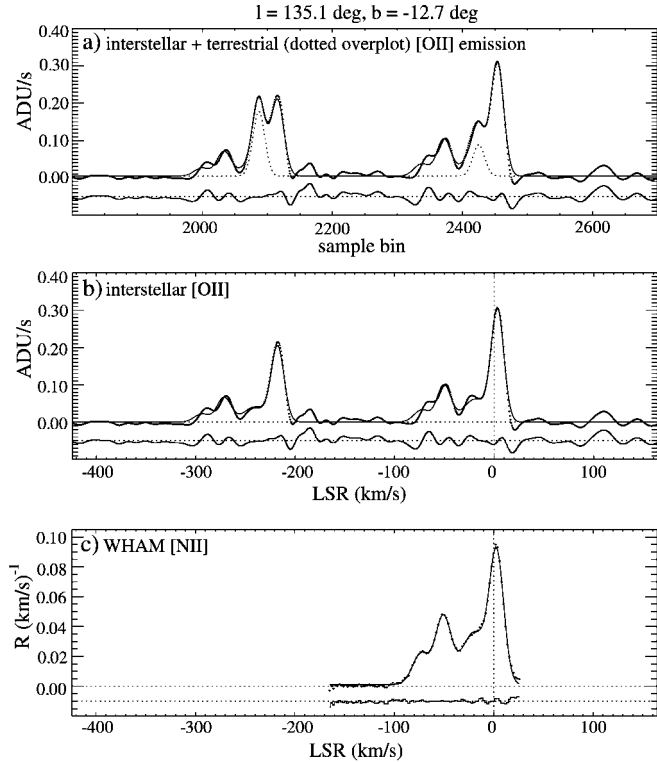 l = 135.1 deg, b = -12.7 deg
a) interstellar + terrestrial (dotted overplot) [OII] emission
ADU/s
0.40
0.30
0.20
0.10
0.00
2000 2200 2400 2600
sample bin
b) interstellar [OII]
ADU/s
0.40
0.30
0.20
0.10
0.00
-400 -300 -200 -100 0 100
LSR (km/s)
c) WHAM [NII]
R (km/s)⁻¹
0.10
0.08
0.06
0.04
0.02
0.00
-400 -300 -200 -100 0 100
LSR (km/s)